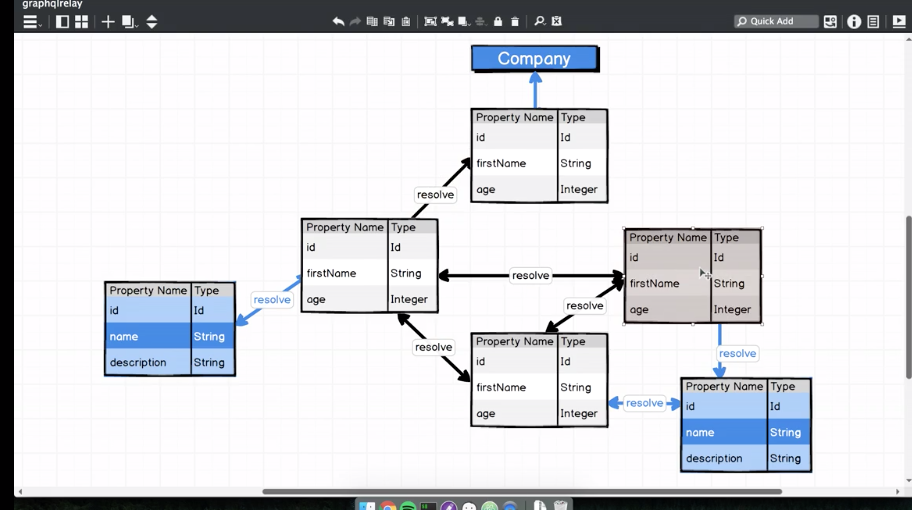 graphqlrelay
Quick Add
Company
Property Name Type
id Id
firstName String
age Integer
resolve
Property Name Type
id Id
firstName String
age Integer
resolve
Property Name Type
id Id
firstName String
age Integer
resolve
Property Name Type
id Id
name String
description String
resolve
resolve
Property Name Type
id Id
firstName String
age Integer
resolve
resolve
Property Name Type
id Id
name String
description String